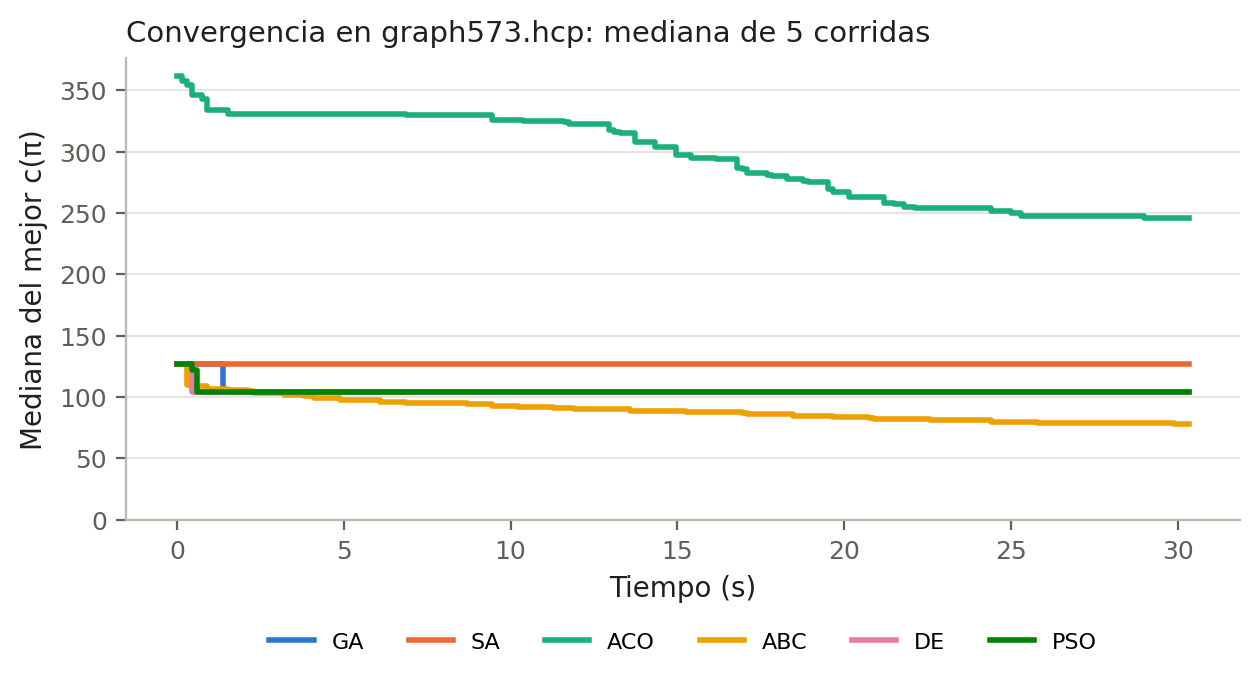 Convergencia en graph573.hcp: mediana de 5 corridas
Mediana del mejor c(π)
350
300
250
200
150
100
50
0
0 5 10 15 20 25 30
Tiempo (s)
GA SA ACO ABC DE PSO